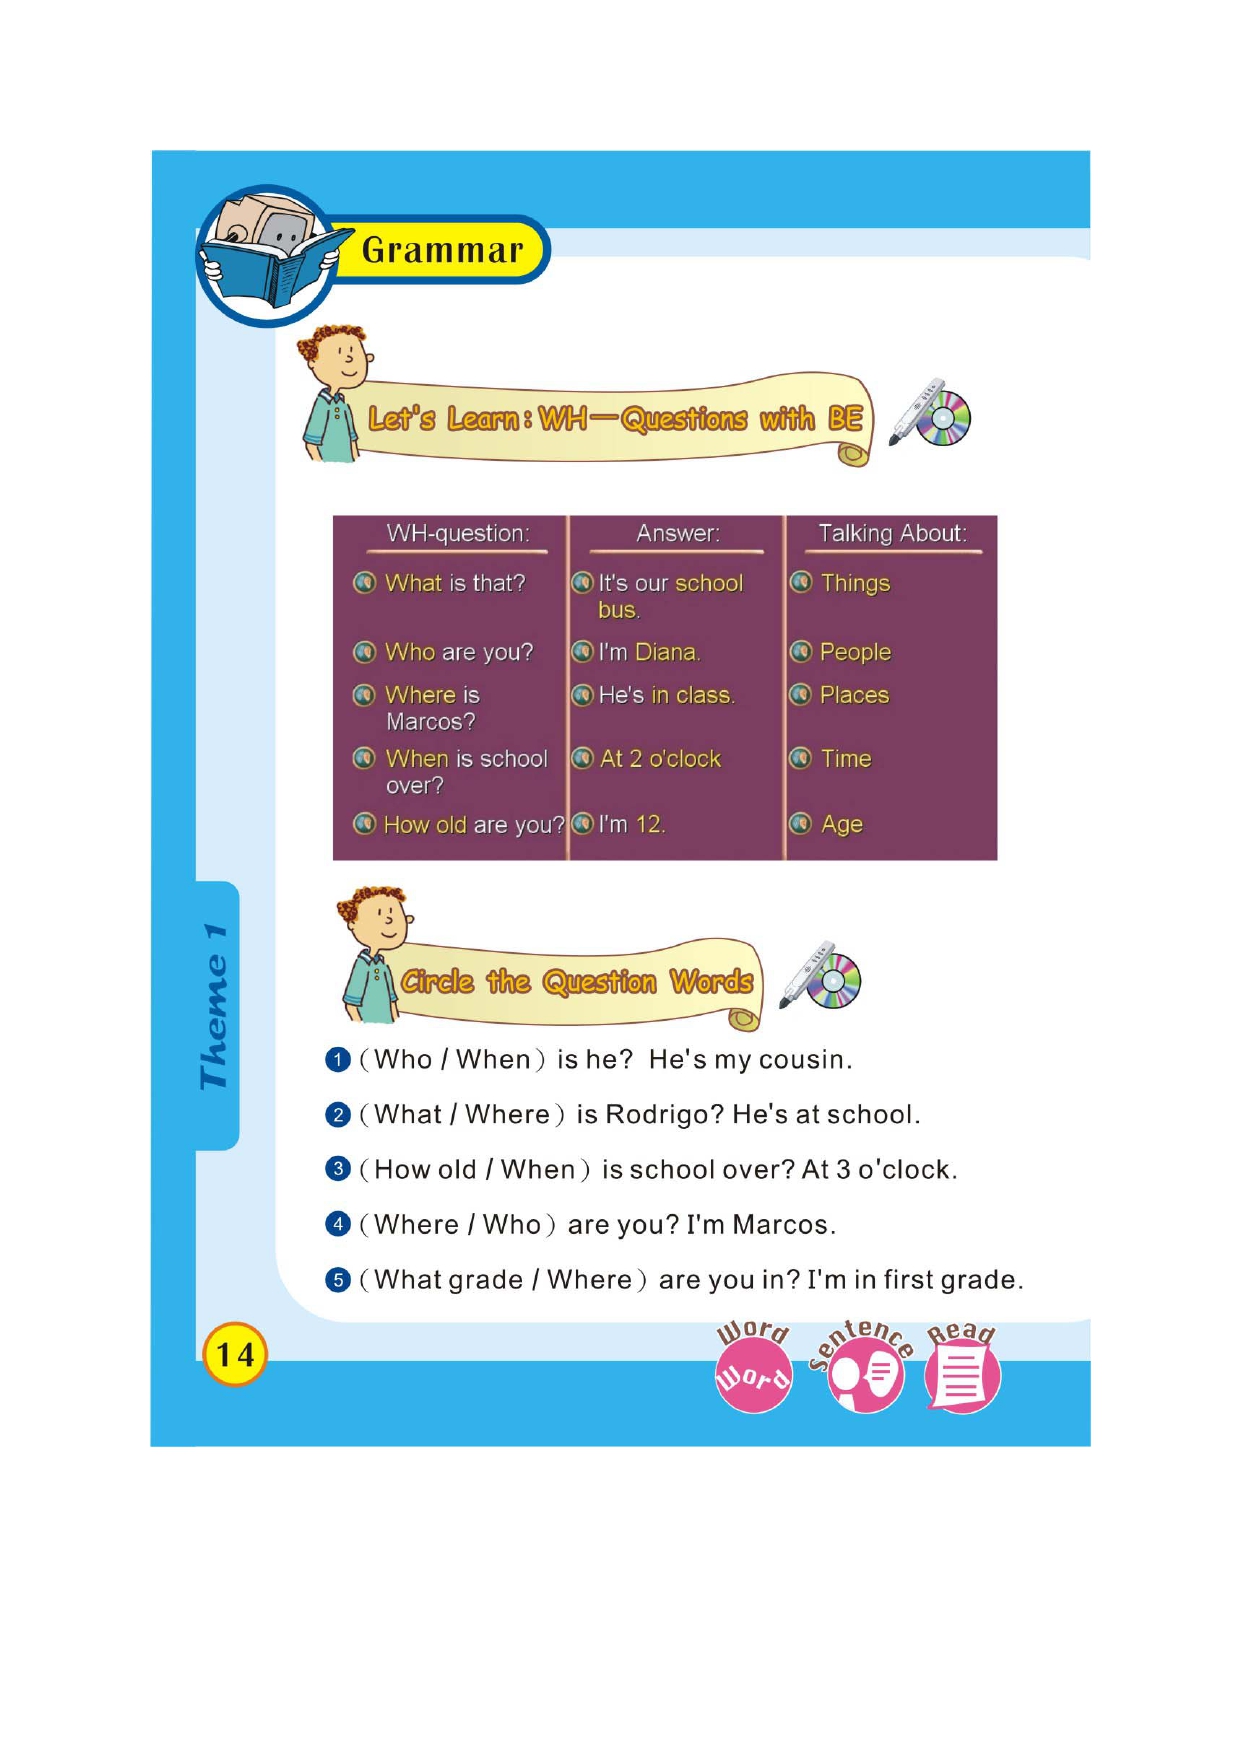 Grammar
Let's Learn: WH—Questions with BE
WH-question: Answer: Talking About:
What is that? It's our school Things
bus.
Who are you? I'm Diana. People
Where is He's in class. Places
Marcos?
When is school At 2 o'clock Time
over?
How old are you? I'm 12. Age
Circle the Question Words
1 (Who / When) is he? He's my cousin.
2 (What / Where) is Rodrigo? He's at school.
3 (How old / When) is school over? At 3 o'clock.
4 (Where / Who) are you? I'm Marcos.
5 (What grade / Where) are you in? I'm in first grade.
Theme 1
14
Word Sentence Read
Word